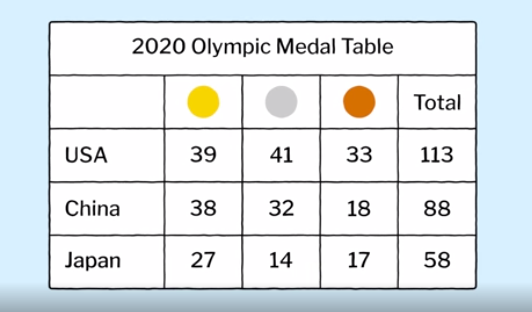 2020 Olympic Medal Table
Total
USA 39 41 33 113
China 38 32 18 88
Japan 27 14 17 58